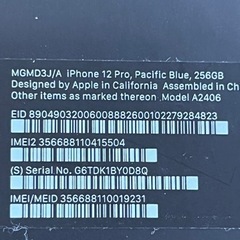 MGMD3J/A iPhone 12 Pro, Pacific Blue, 256GB
Designed by Apple in California Assembled in Ch
Other items as marked thereon Model A2406
EID 89049032006008882600102279284823
IMEI2 356688110415504
(S) Serial No. G6TDK1BY0D8Q
IMEI/MEID 356688110019231